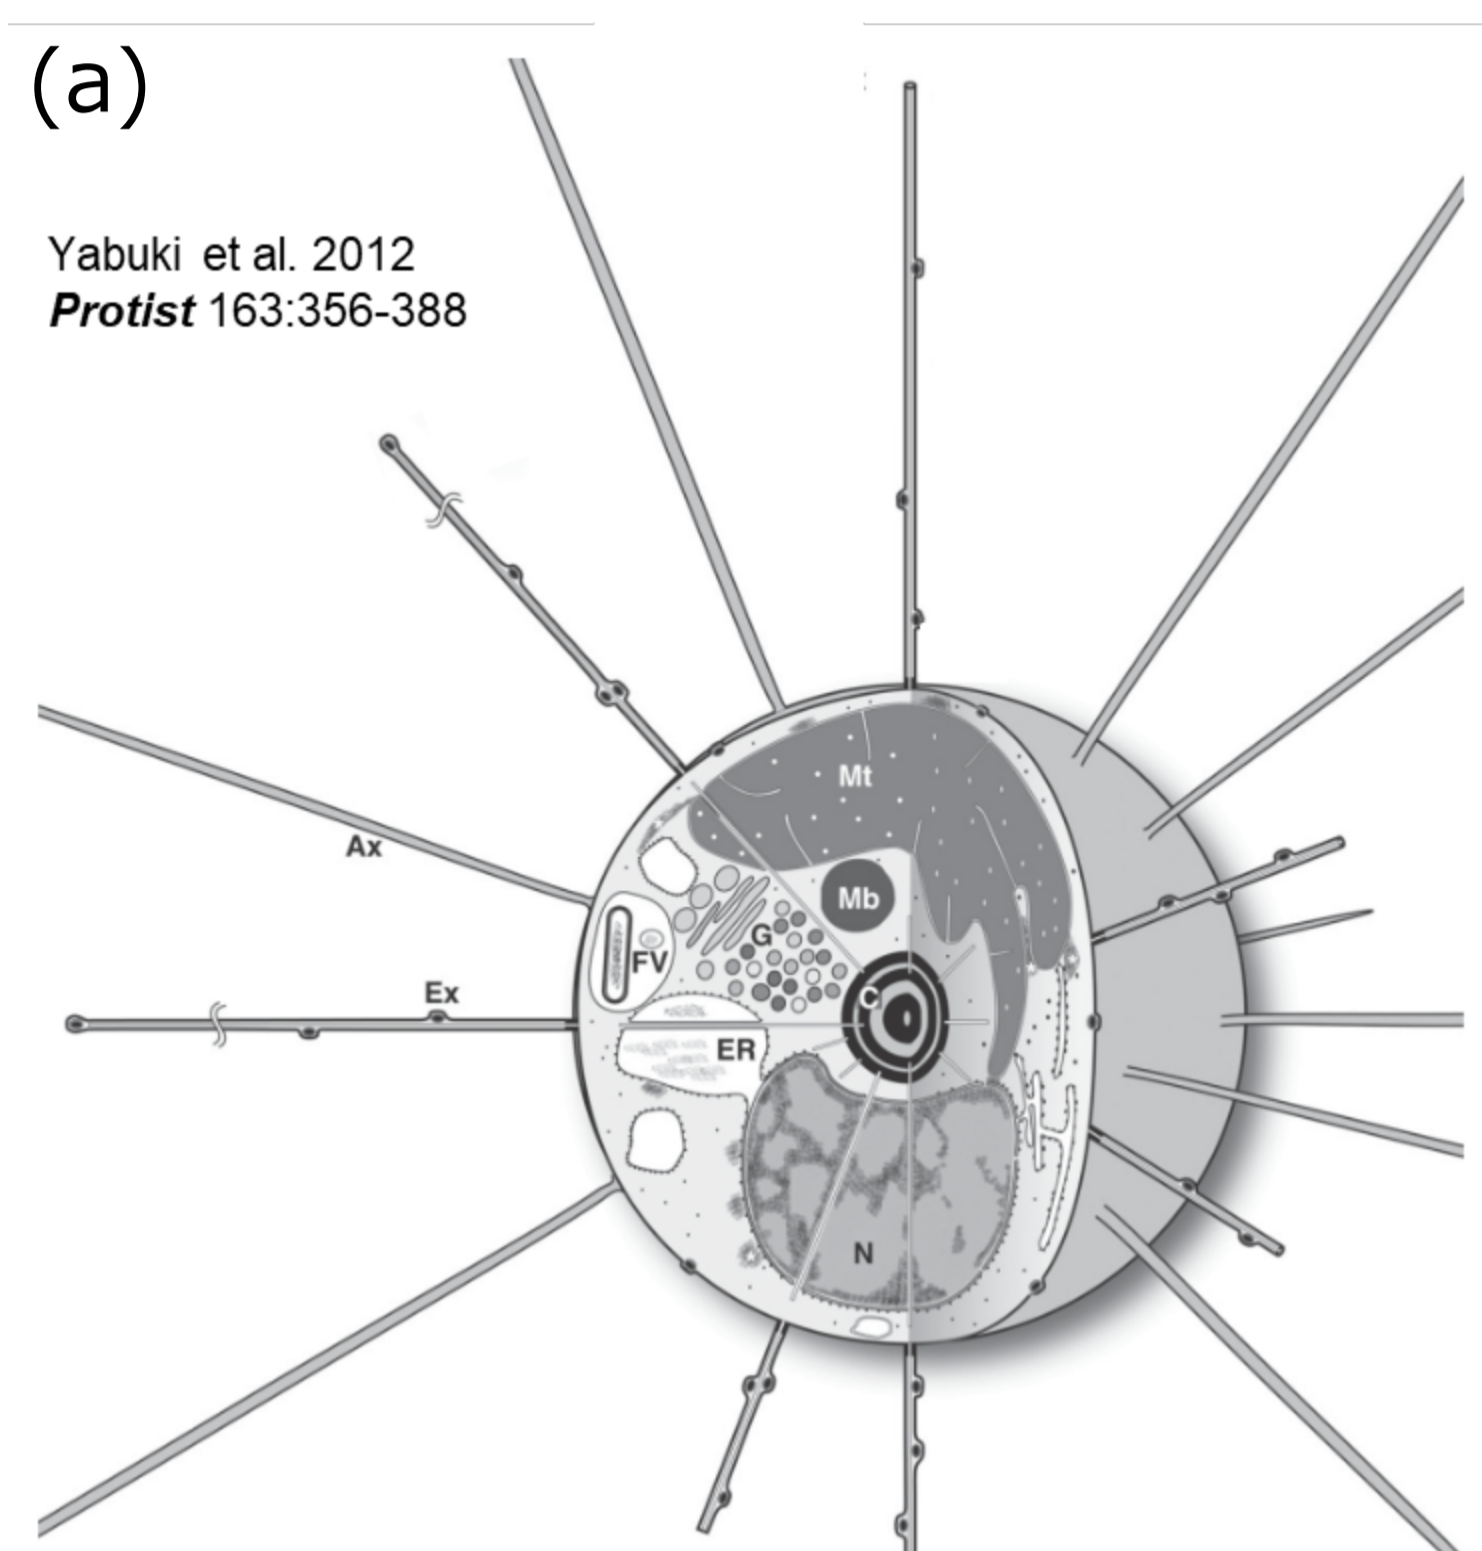 (a)
Yabuki et al. 2012
Protist 163:356-388
Mt
Ax
Mb
G
FV
Ex
C
ER
N